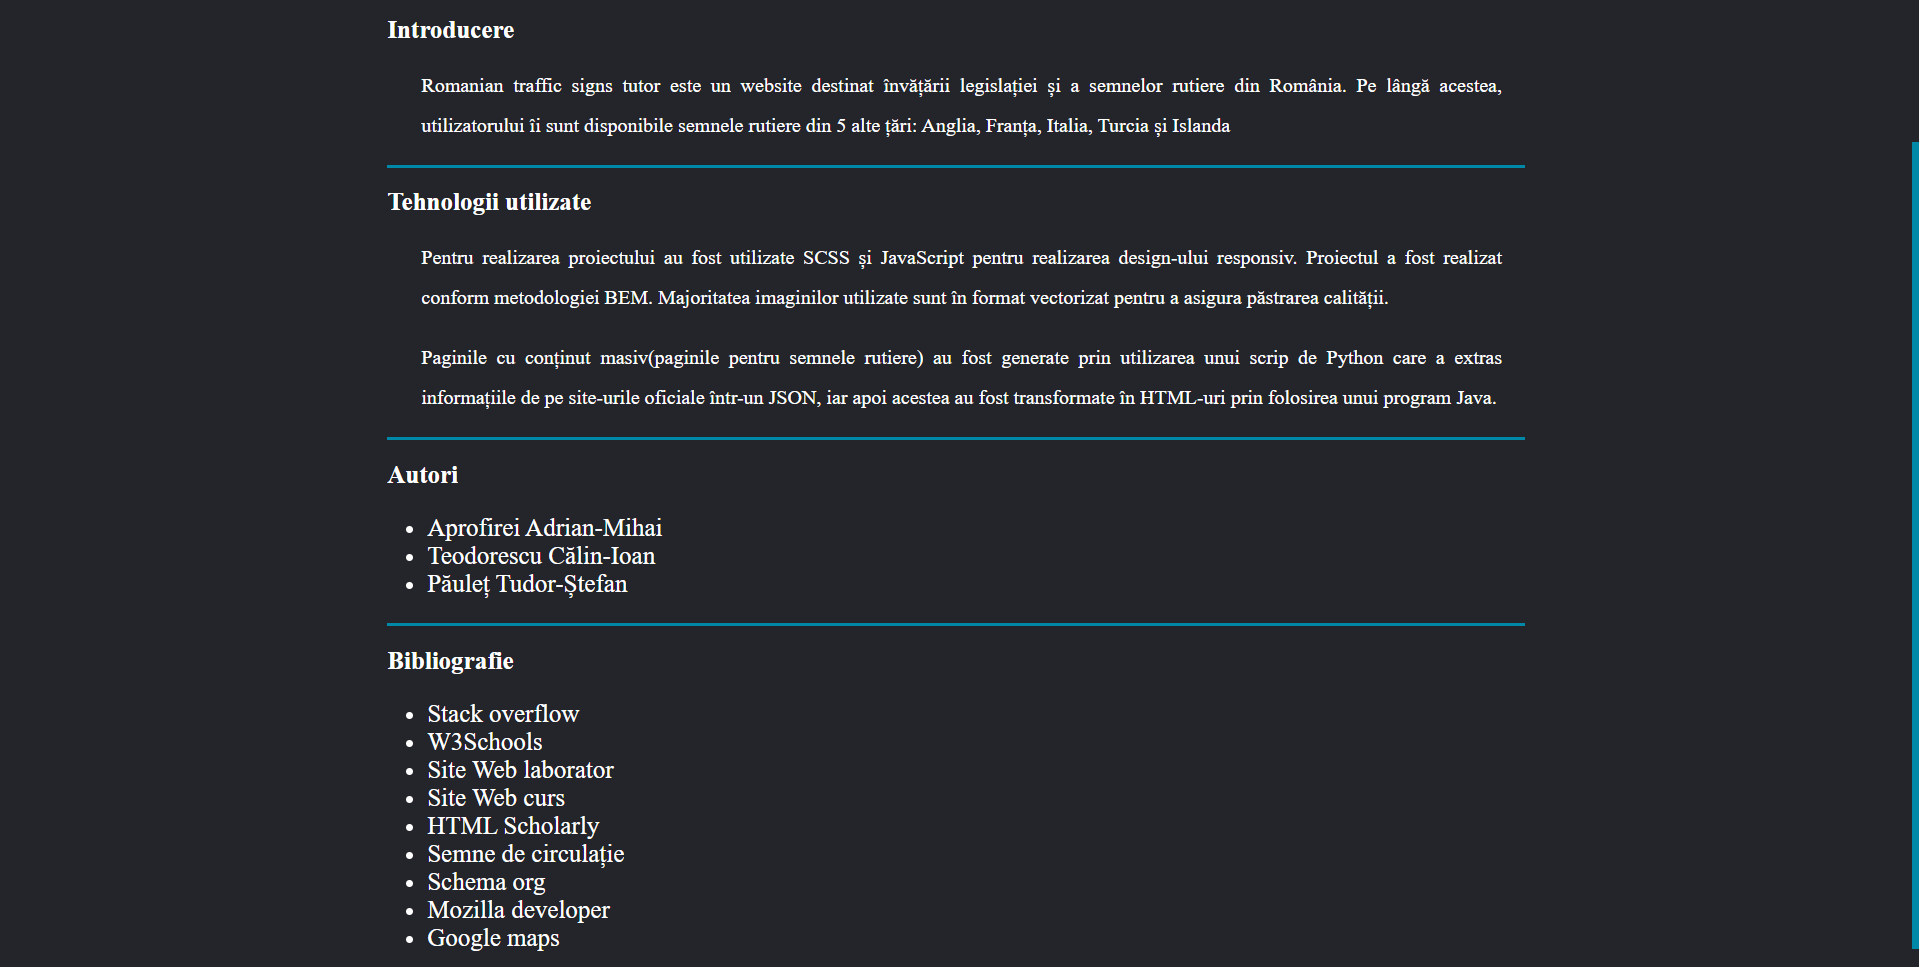 Introducere
Romanian traffic signs tutor este un website destinat învățării legislației și a semnelor rutiere din România. Pe lângă acestea,
utilizatorului îi sunt disponibile semnele rutiere din 5 alte țări: Anglia, Franța, Italia, Turcia și Islanda
Tehnologii utilizate
Pentru realizarea proiectului au fost utilizate SCSS și JavaScript pentru realizarea design-ului responsiv. Proiectul a fost realizat
conform metodologiei BEM. Majoritatea imaginilor utilizate sunt în format vectorizat pentru a asigura păstrarea calității.
Paginile cu conținut masiv(paginile pentru semnele rutiere) au fost generate prin utilizarea unui scrip de Python care a extras
informațiile de pe site-urile oficiale într-un JSON, iar apoi acestea au fost transformate în HTML-uri prin folosirea unui program Java.
Autori
• Aprofirei Adrian-Mihai
• Teodorescu Călin-Ioan
• Păuleț Tudor-Ștefan
Bibliografie
• Stack overflow
• W3Schools
• Site Web laborator
• Site Web curs
• HTML Scholarly
• Semne de circulație
• Schema org
• Mozilla developer
• Google maps